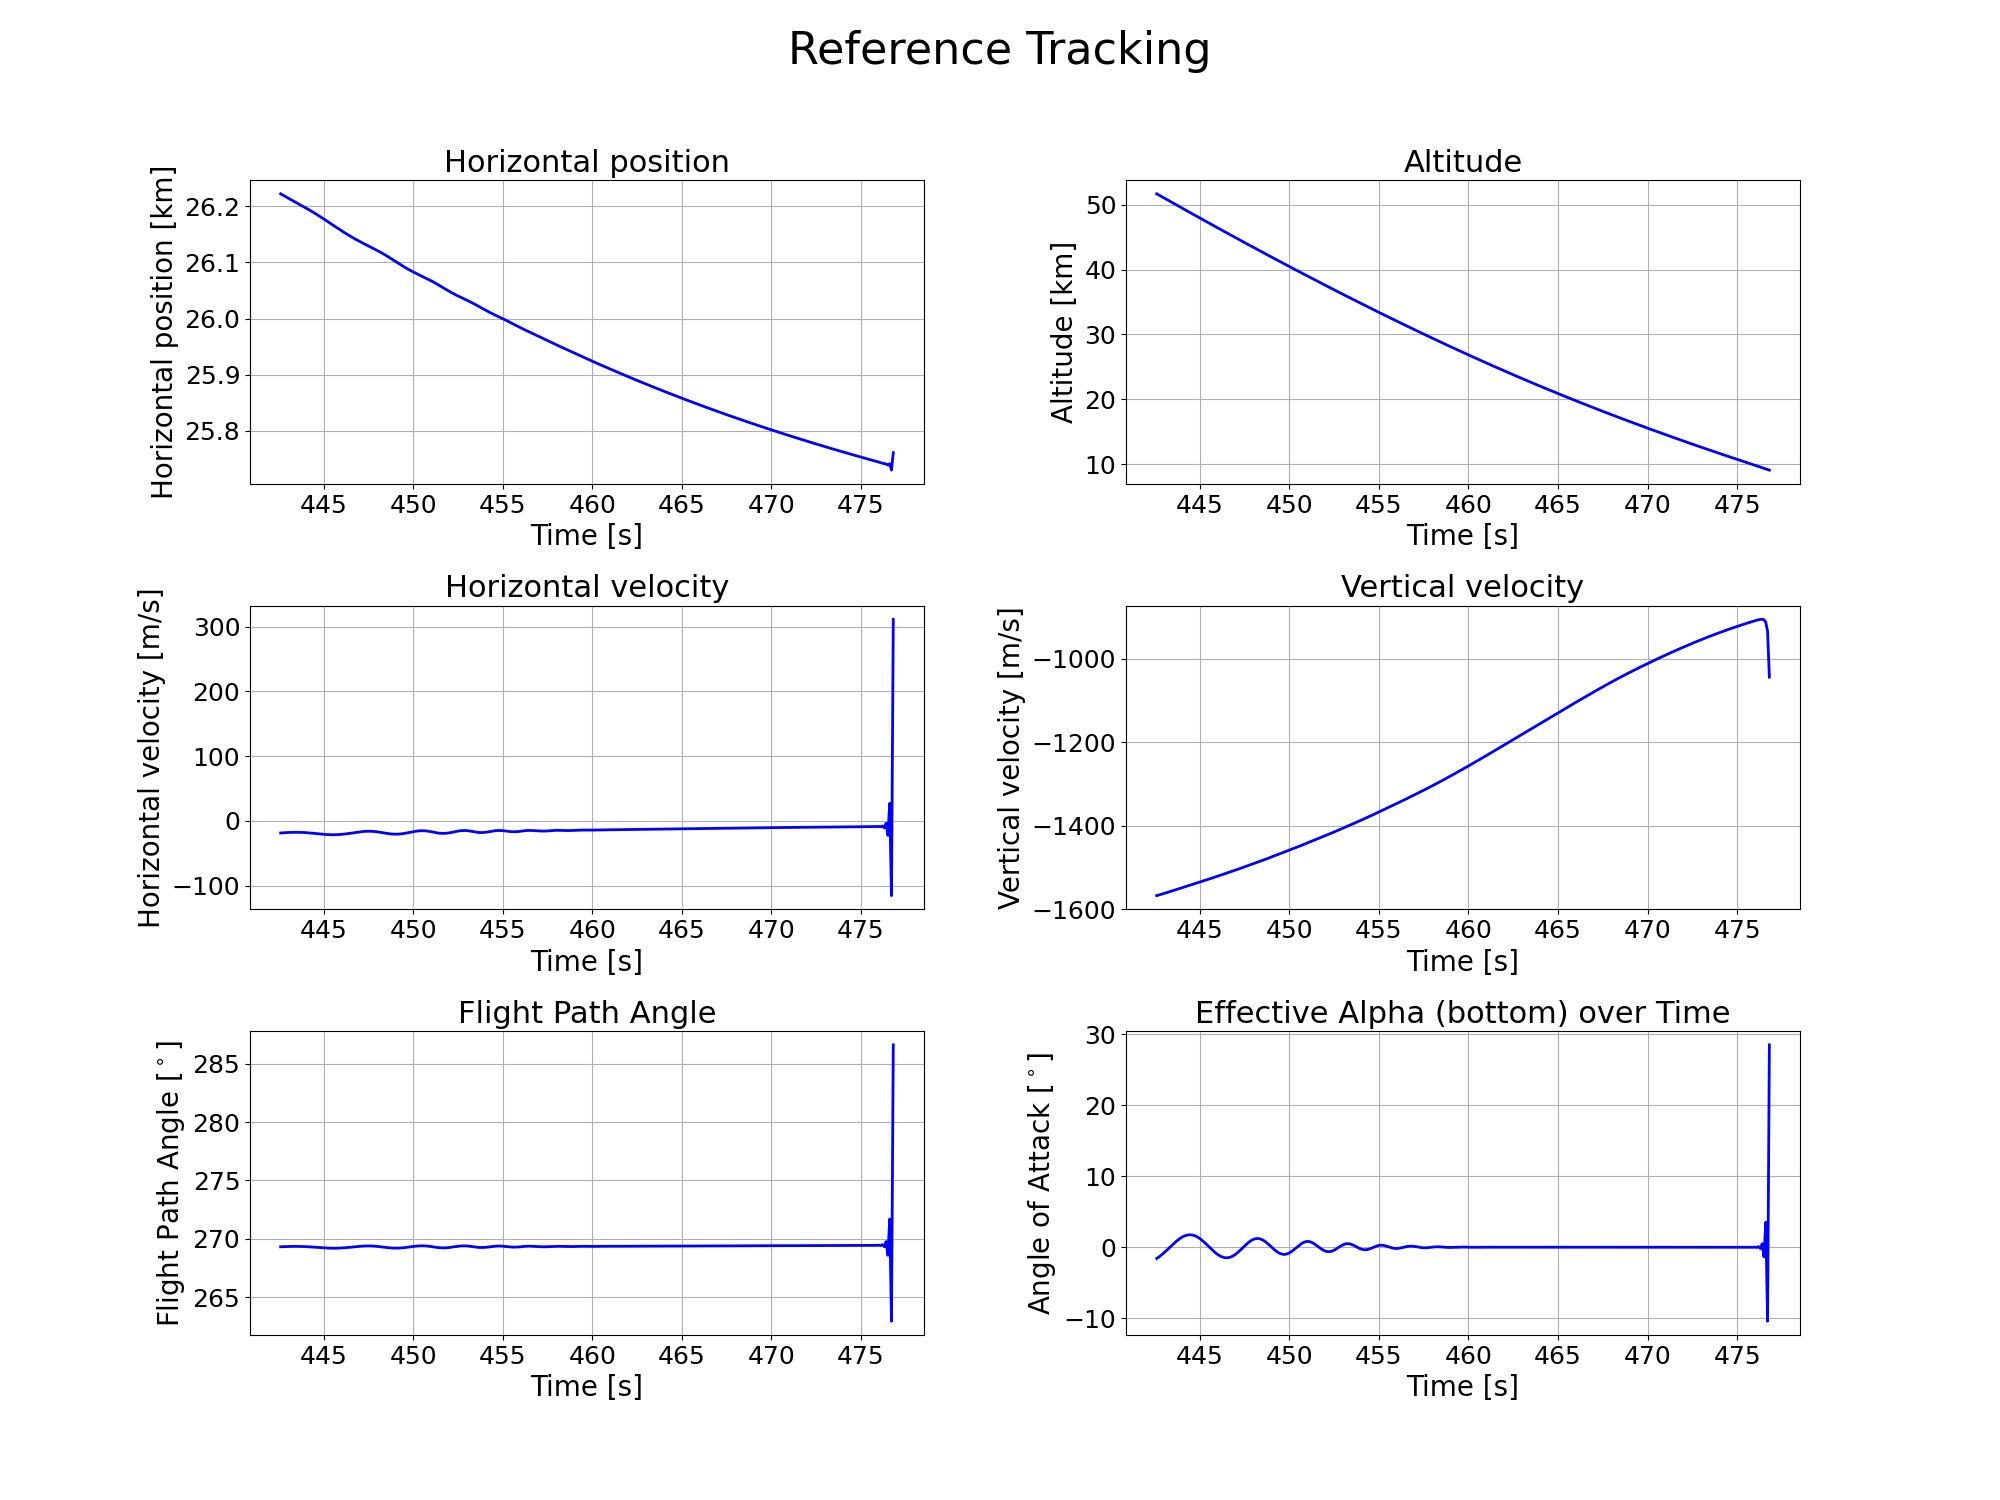 Reference Tracking
Horizontal position
Horizontal position [km]
26.2
26.1
26.0
25.9
25.8
445 450 455 460 465 470 475
Time [s]
Altitude
Altitude [km]
50
40
30
20
10
445 450 455 460 465 470 475
Time [s]
Horizontal velocity
Horizontal velocity [m/s]
300
200
100
0
−100
445 450 455 460 465 470 475
Time [s]
Vertical velocity
Vertical velocity [m/s]
−1000
−1200
−1400
−1600
445 450 455 460 465 470 475
Time [s]
Flight Path Angle
Flight Path Angle [°]
285
280
275
270
265
445 450 455 460 465 470 475
Time [s]
Effective Alpha (bottom) over Time
Angle of Attack [°]
30
20
10
0
−10
445 450 455 460 465 470 475
Time [s]